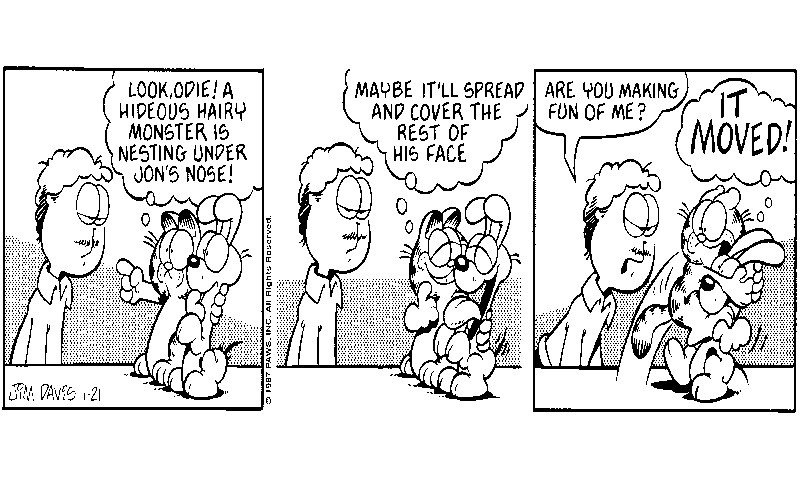 LOOK, ODIE! A
HIDEOUS HAIRY
MONSTER IS
NESTING UNDER
JON'S NOSE!
JIM DAVIS 1-21
© 1987 PAWS, INC. All Rights Reserved.
MAYBE IT'LL SPREAD
AND COVER THE
REST OF
HIS FACE
ARE YOU MAKING
FUN OF ME?
IT
MOVED!